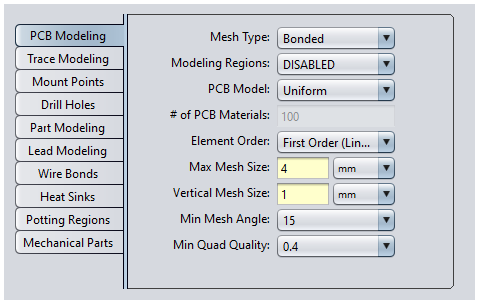 PCB Modeling
Trace Modeling
Mount Points
Drill Holes
Part Modeling
Lead Modeling
Wire Bonds
Heat Sinks
Potting Regions
Mechanical Parts
Mesh Type: Bonded
Modeling Regions: DISABLED
PCB Model: Uniform
# of PCB Materials: 100
Element Order: First Order (Lin...
Max Mesh Size: 4 mm
Vertical Mesh Size: 1 mm
Min Mesh Angle: 15
Min Quad Quality: 0.4